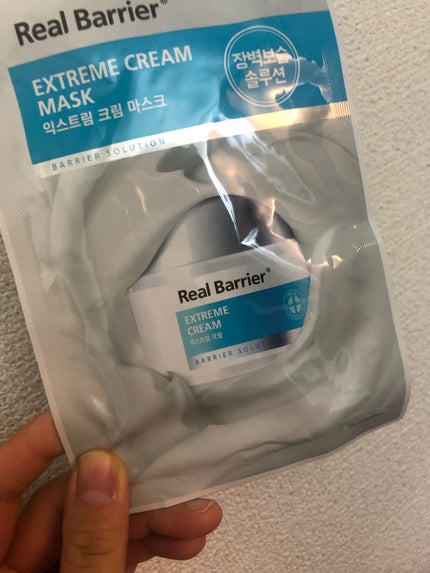 Real Barrier®
EXTREME CREAM
MASK
익스트림 크림 마스크
장벽보습
솔루션
BARRIER SOLUTION
Real Barrier®
EXTREME
CREAM
익스트림 크림
BARRIER SOLUTION